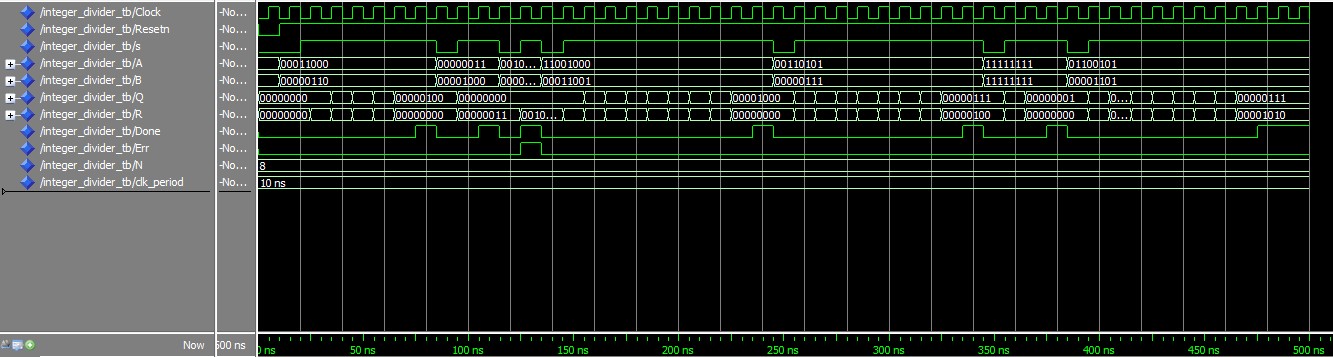 /integer_divider_tb/Clock -No...
/integer_divider_tb/Resetn -No...
/integer_divider_tb/s -No...
/integer_divider_tb/A -No... 00011000 00000011 0010... 11001000 00110101 11111111 01100101
/integer_divider_tb/B -No... 00000110 00001000 0000... 00011001 00000111 11111111 00001101
/integer_divider_tb/Q -No... 00000000 00000100 00000000 00001000 00000111 00000001 0... 00000111
/integer_divider_tb/R -No... 00000000 00000000 00000011 0010... 00000000 00000100 00000000 0... 00001010
/integer_divider_tb/Done -No...
/integer_divider_tb/Err -No...
/integer_divider_tb/N -No... 8
/integer_divider_tb/clk_period -No... 10 ns
Now 500 ns 0 ns 50 ns 100 ns 150 ns 200 ns 250 ns 300 ns 350 ns 400 ns 450 ns 500 ns